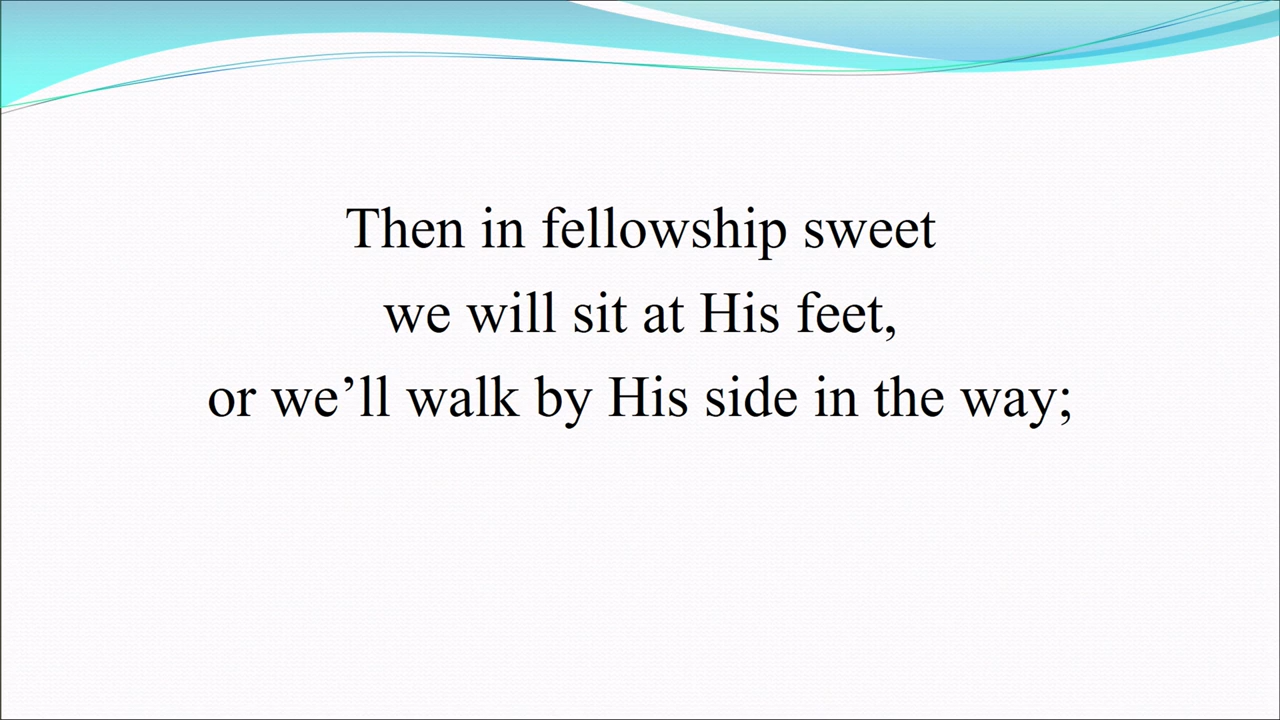 Then in fellowship sweet
we will sit at His feet,
or we’ll walk by His side in the way;